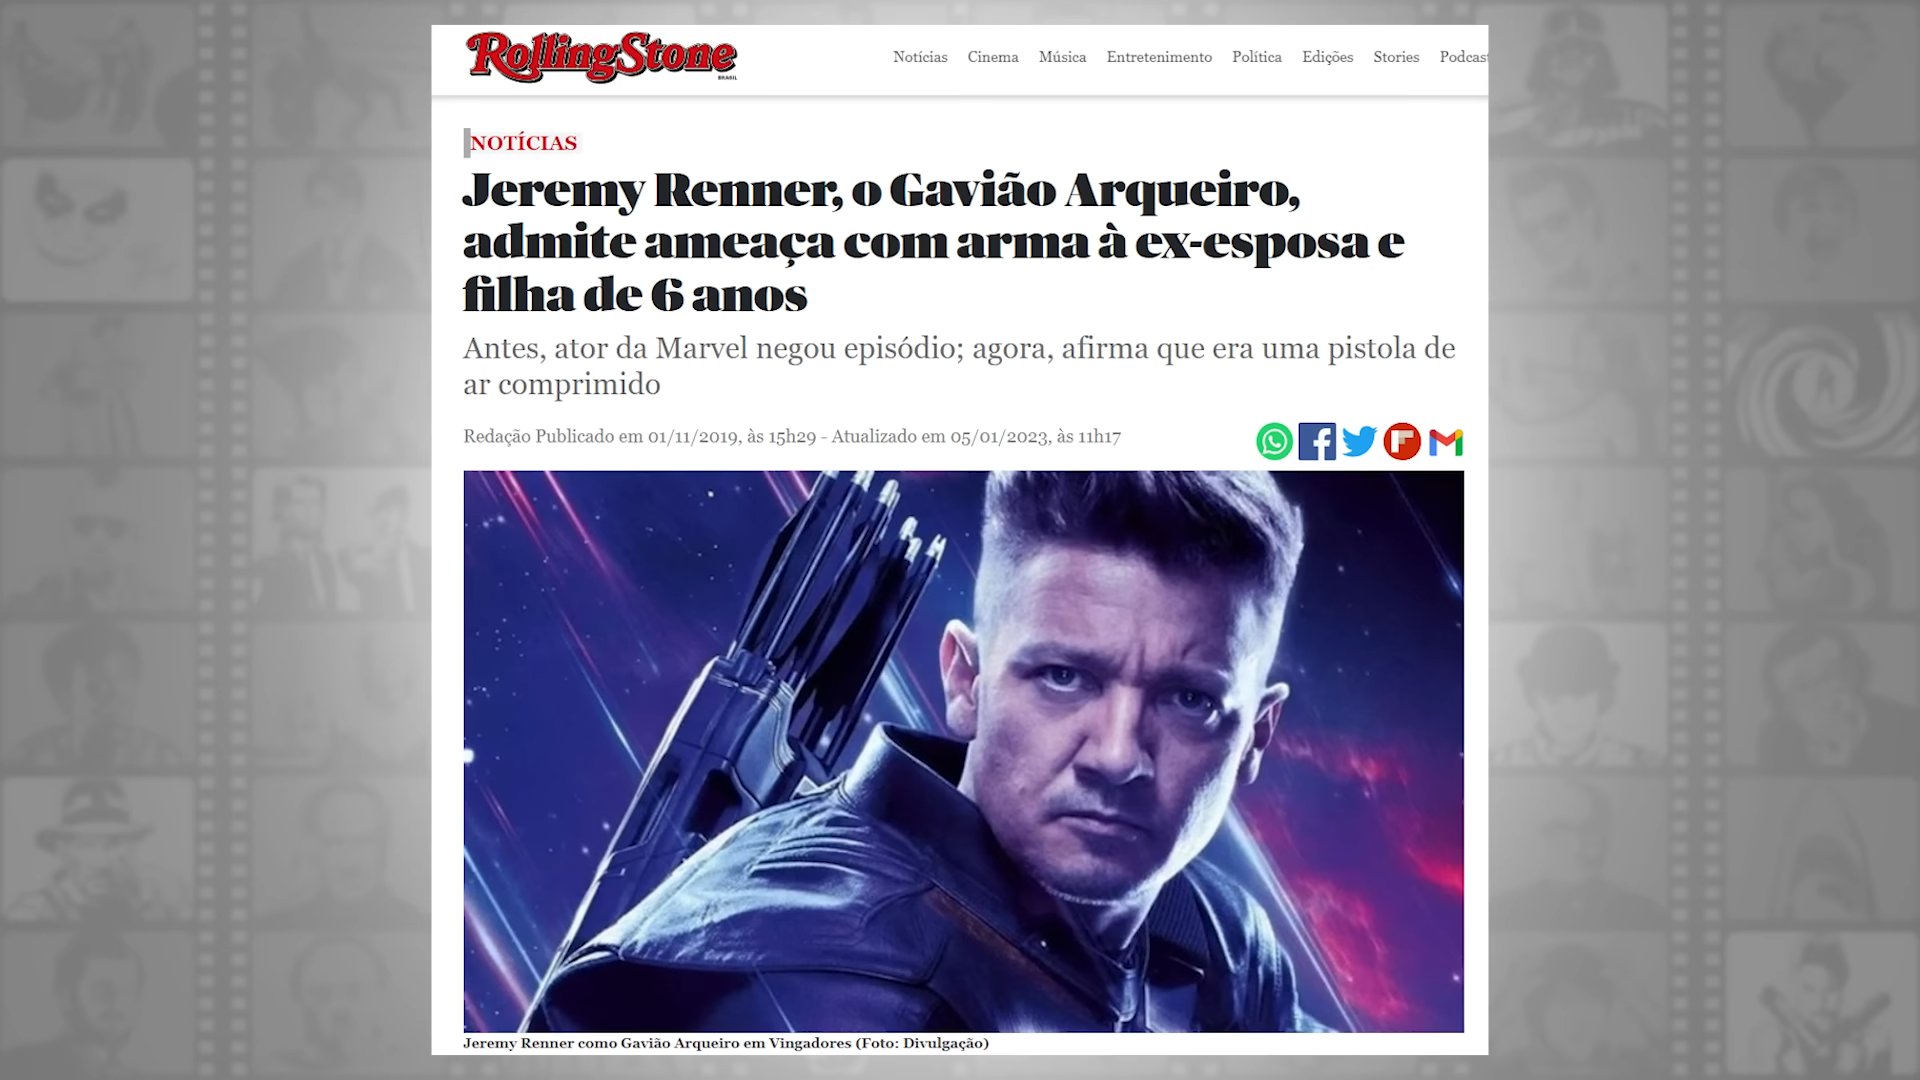 RollingStone
BRASIL
Notícias Cinema Música Entretenimento Política Edições Stories Podcast
NOTÍCIAS
Jeremy Renner, o Gavião Arqueiro,
admite ameaça com arma à ex-esposa e
filha de 6 anos
Antes, ator da Marvel negou episódio; agora, afirma que era uma pistola de
ar comprimido
Redação Publicado em 01/11/2019, às 15h29 - Atualizado em 05/01/2023, às 11h17
Jeremy Renner como Gavião Arqueiro em Vingadores (Foto: Divulgação)